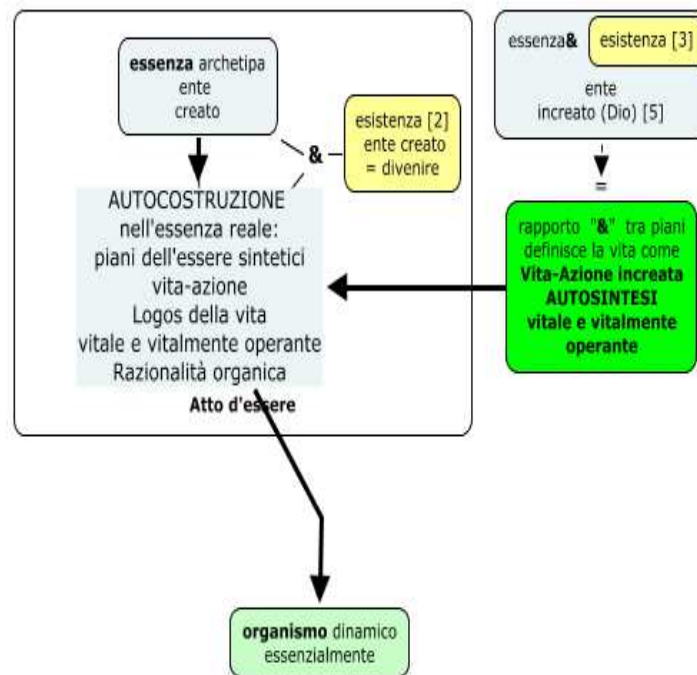 essenza archetipa
ente
creato
&
esistenza [2]
ente creato
= divenire
AUTOCOSTRUZIONE
nell'essenza reale:
piani dell'essere sintetici
vita-azione
Logos della vita
vitale e vitalmente operante
Razionalità organica
Atto d'essere
essenza&
esistenza [3]
ente
increato (Dio) [5]
=
rapporto "&" tra piani
definisce la vita come
Vita-Azione increata
AUTOSINTESI
vitale e vitalmente
operante
organismo dinamico
essenzialmente